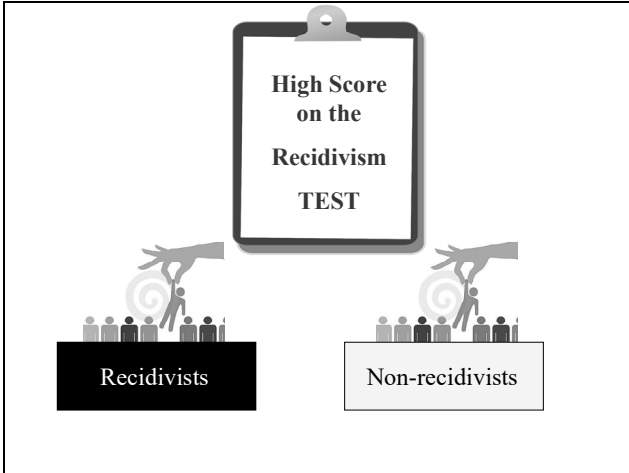 High Score
on the
Recidivism
TEST
Recidivists
Non-recidivists